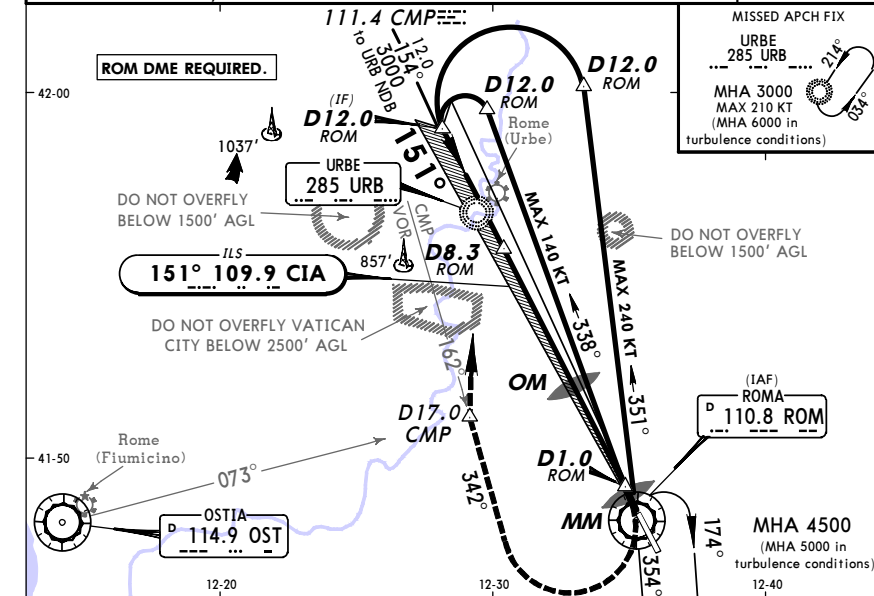 111.4 CMP
12.0
154°
3000
to URB NDB
MISSED APCH FIX
URBE
285 URB
MHA 3000
MAX 210 KT
(MHA 6000 in
turbulence conditions)
214°
034°
ROM DME REQUIRED.
42-00
(IF)
D12.0
ROM
D12.0
ROM
D12.0
ROM
Rome
(Urbe)
1037'
151°
URBE
285 URB
DO NOT OVERFLY
BELOW 1500' AGL
CMP
VOR
857'
D8.3
ROM
MAX 140 KT
338°
MAX 240 KT
351°
DO NOT OVERFLY
BELOW 1500' AGL
ILS
151° 109.9 CIA
DO NOT OVERFLY VATICAN
CITY BELOW 2500' AGL
162°
OM
(IAF)
ROMA
D 110.8 ROM
D17.0
CMP
Rome
(Fiumicino)
073°
41-50
342°
D1.0
ROM
MM
OSTIA
D 114.9 OST
174°
354°
MHA 4500
(MHA 5000 in
turbulence conditions)
12-20
12-30
12-40